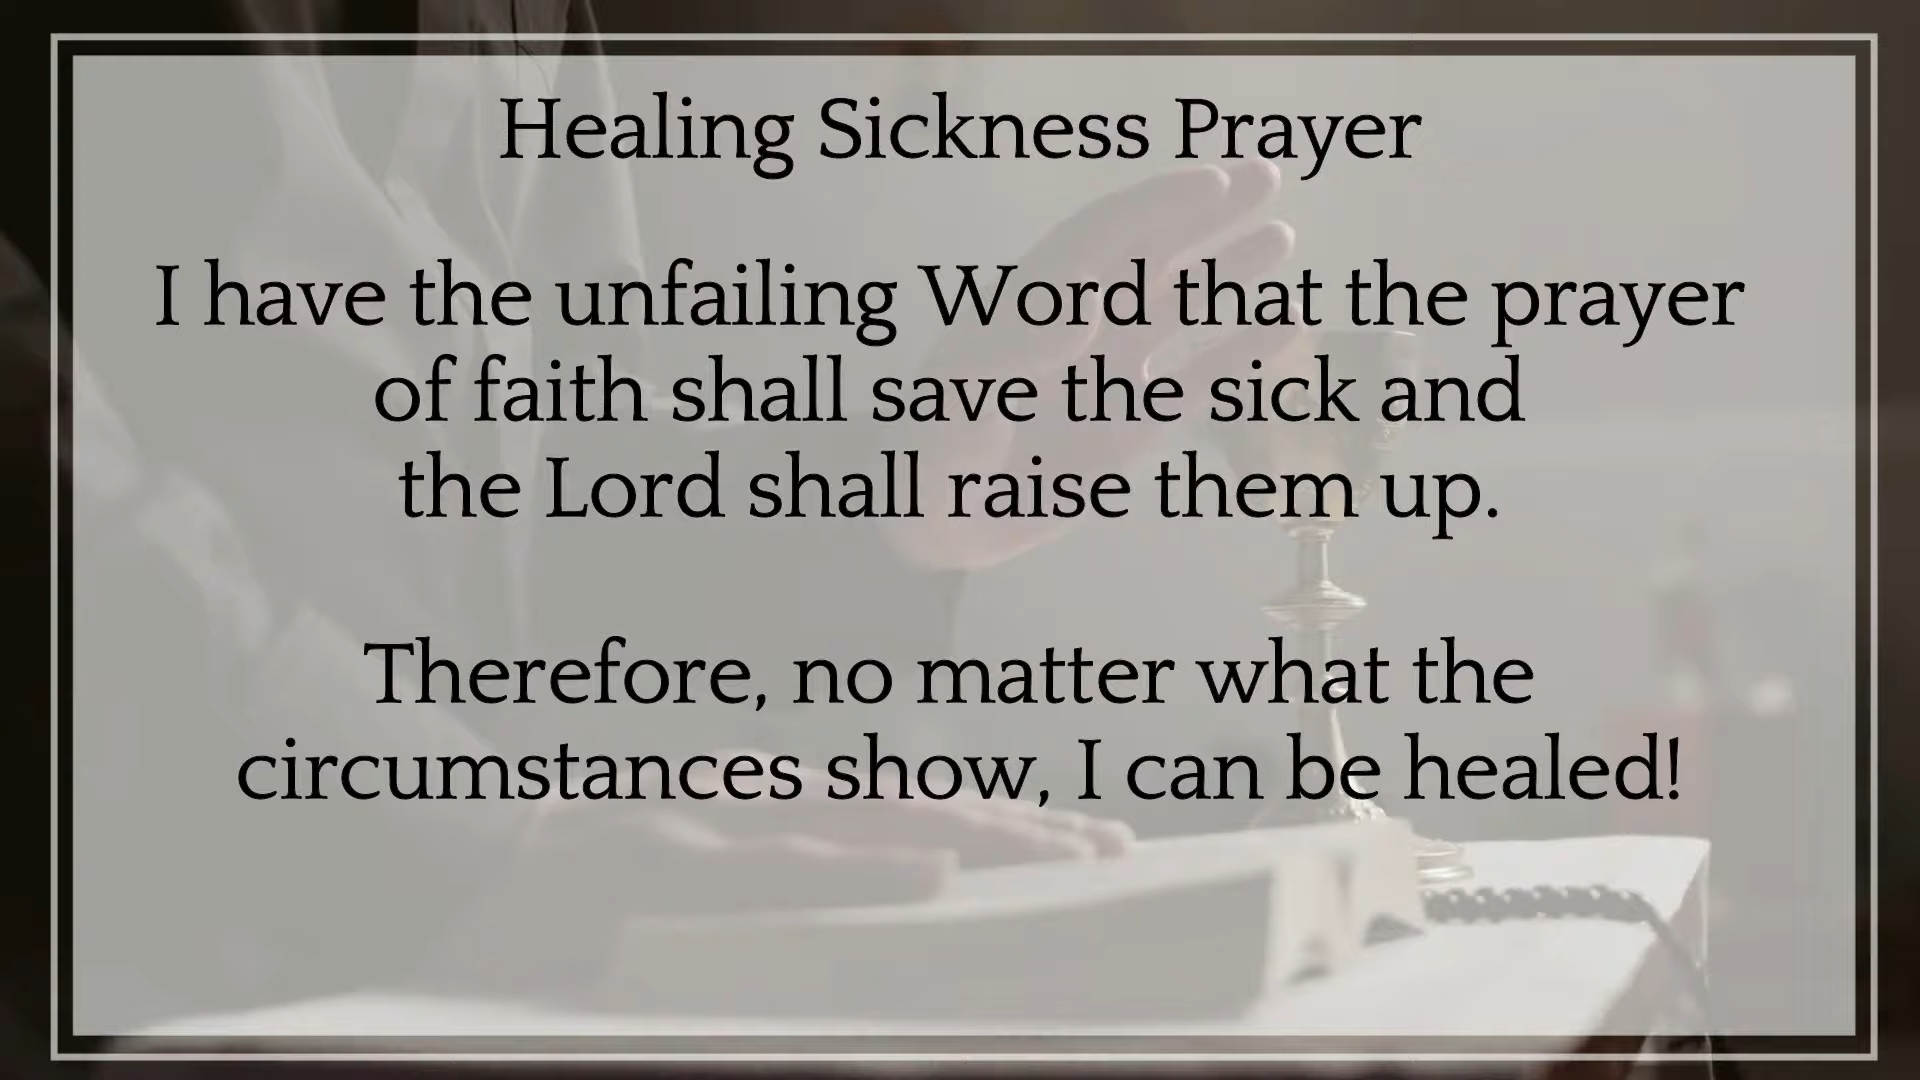 Healing Sickness Prayer
I have the unfailing Word that the prayer
of faith shall save the sick and
the Lord shall raise them up.
Therefore, no matter what the
circumstances show, I can be healed!